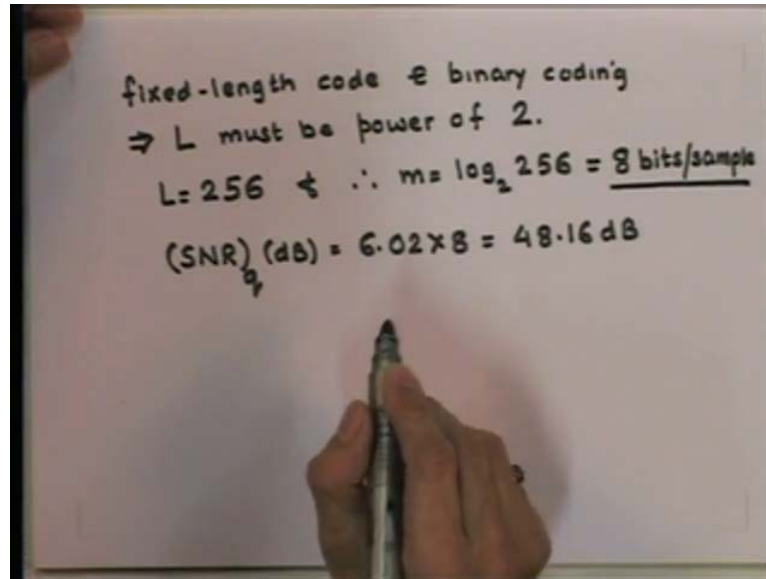 fixed-length code & binary coding
⇒ L must be power of 2.
L= 256 & ∴ m= log₂ 256 = 8 bits/sample
(SNR)q (dB) = 6.02×8 = 48.16 dB